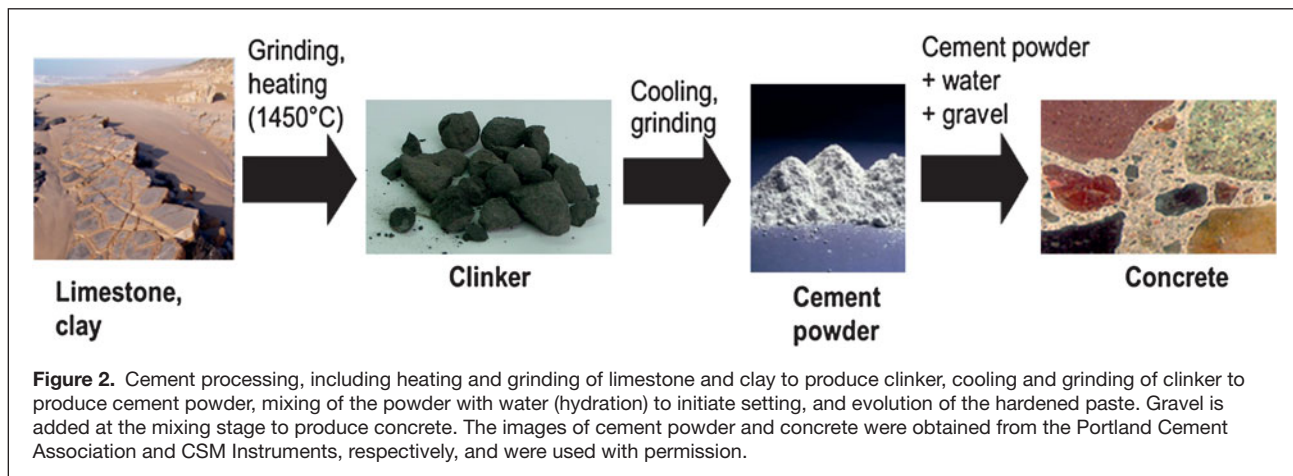 Grinding,
heating
(1450°C)
Cooling,
grinding
Cement powder
+ water
+ gravel
Limestone,
clay
Clinker
Cement
powder
Concrete
Figure 2. Cement processing, including heating and grinding of limestone and clay to produce clinker, cooling and grinding of clinker to
produce cement powder, mixing of the powder with water (hydration) to initiate setting, and evolution of the hardened paste. Gravel is
added at the mixing stage to produce concrete. The images of cement powder and concrete were obtained from the Portland Cement
Association and CSM Instruments, respectively, and were used with permission.